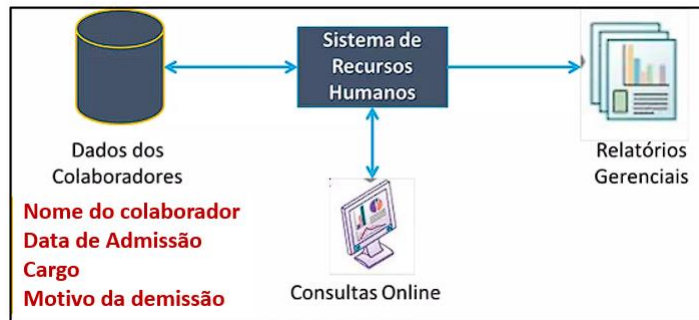 Sistema de
Recursos
Humanos
Dados dos
Colaboradores
Relatórios
Gerenciais
Nome do colaborador
Data de Admissão
Cargo
Motivo da demissão
Consultas Online